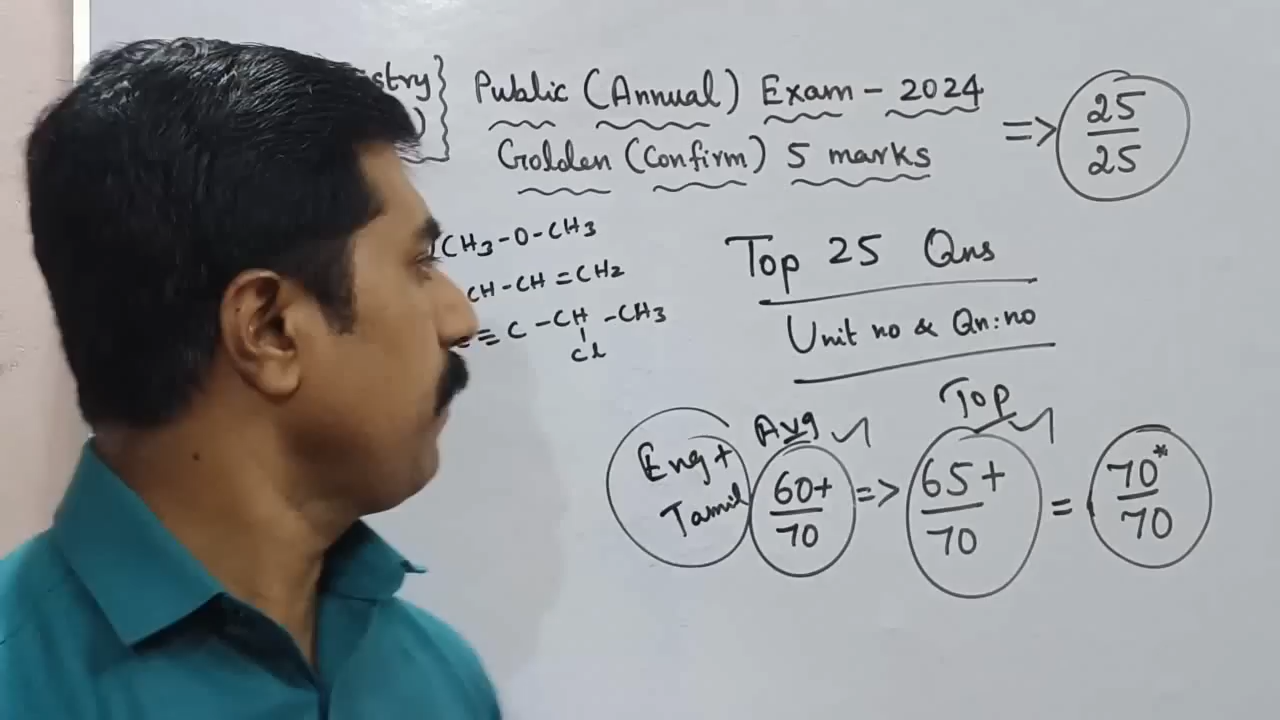 istry} Public (Annual) Exam - 2024
Golden (Confirm) 5 marks => 25/25
CH3-O-CH3
CH-CH=CH2
≡C-CH-CH3
Cl
Top 25 Qns
Unit no & Qn:no
Avg Top
Eng + Tamil 60+/70 => 65+/70 = 70*/70